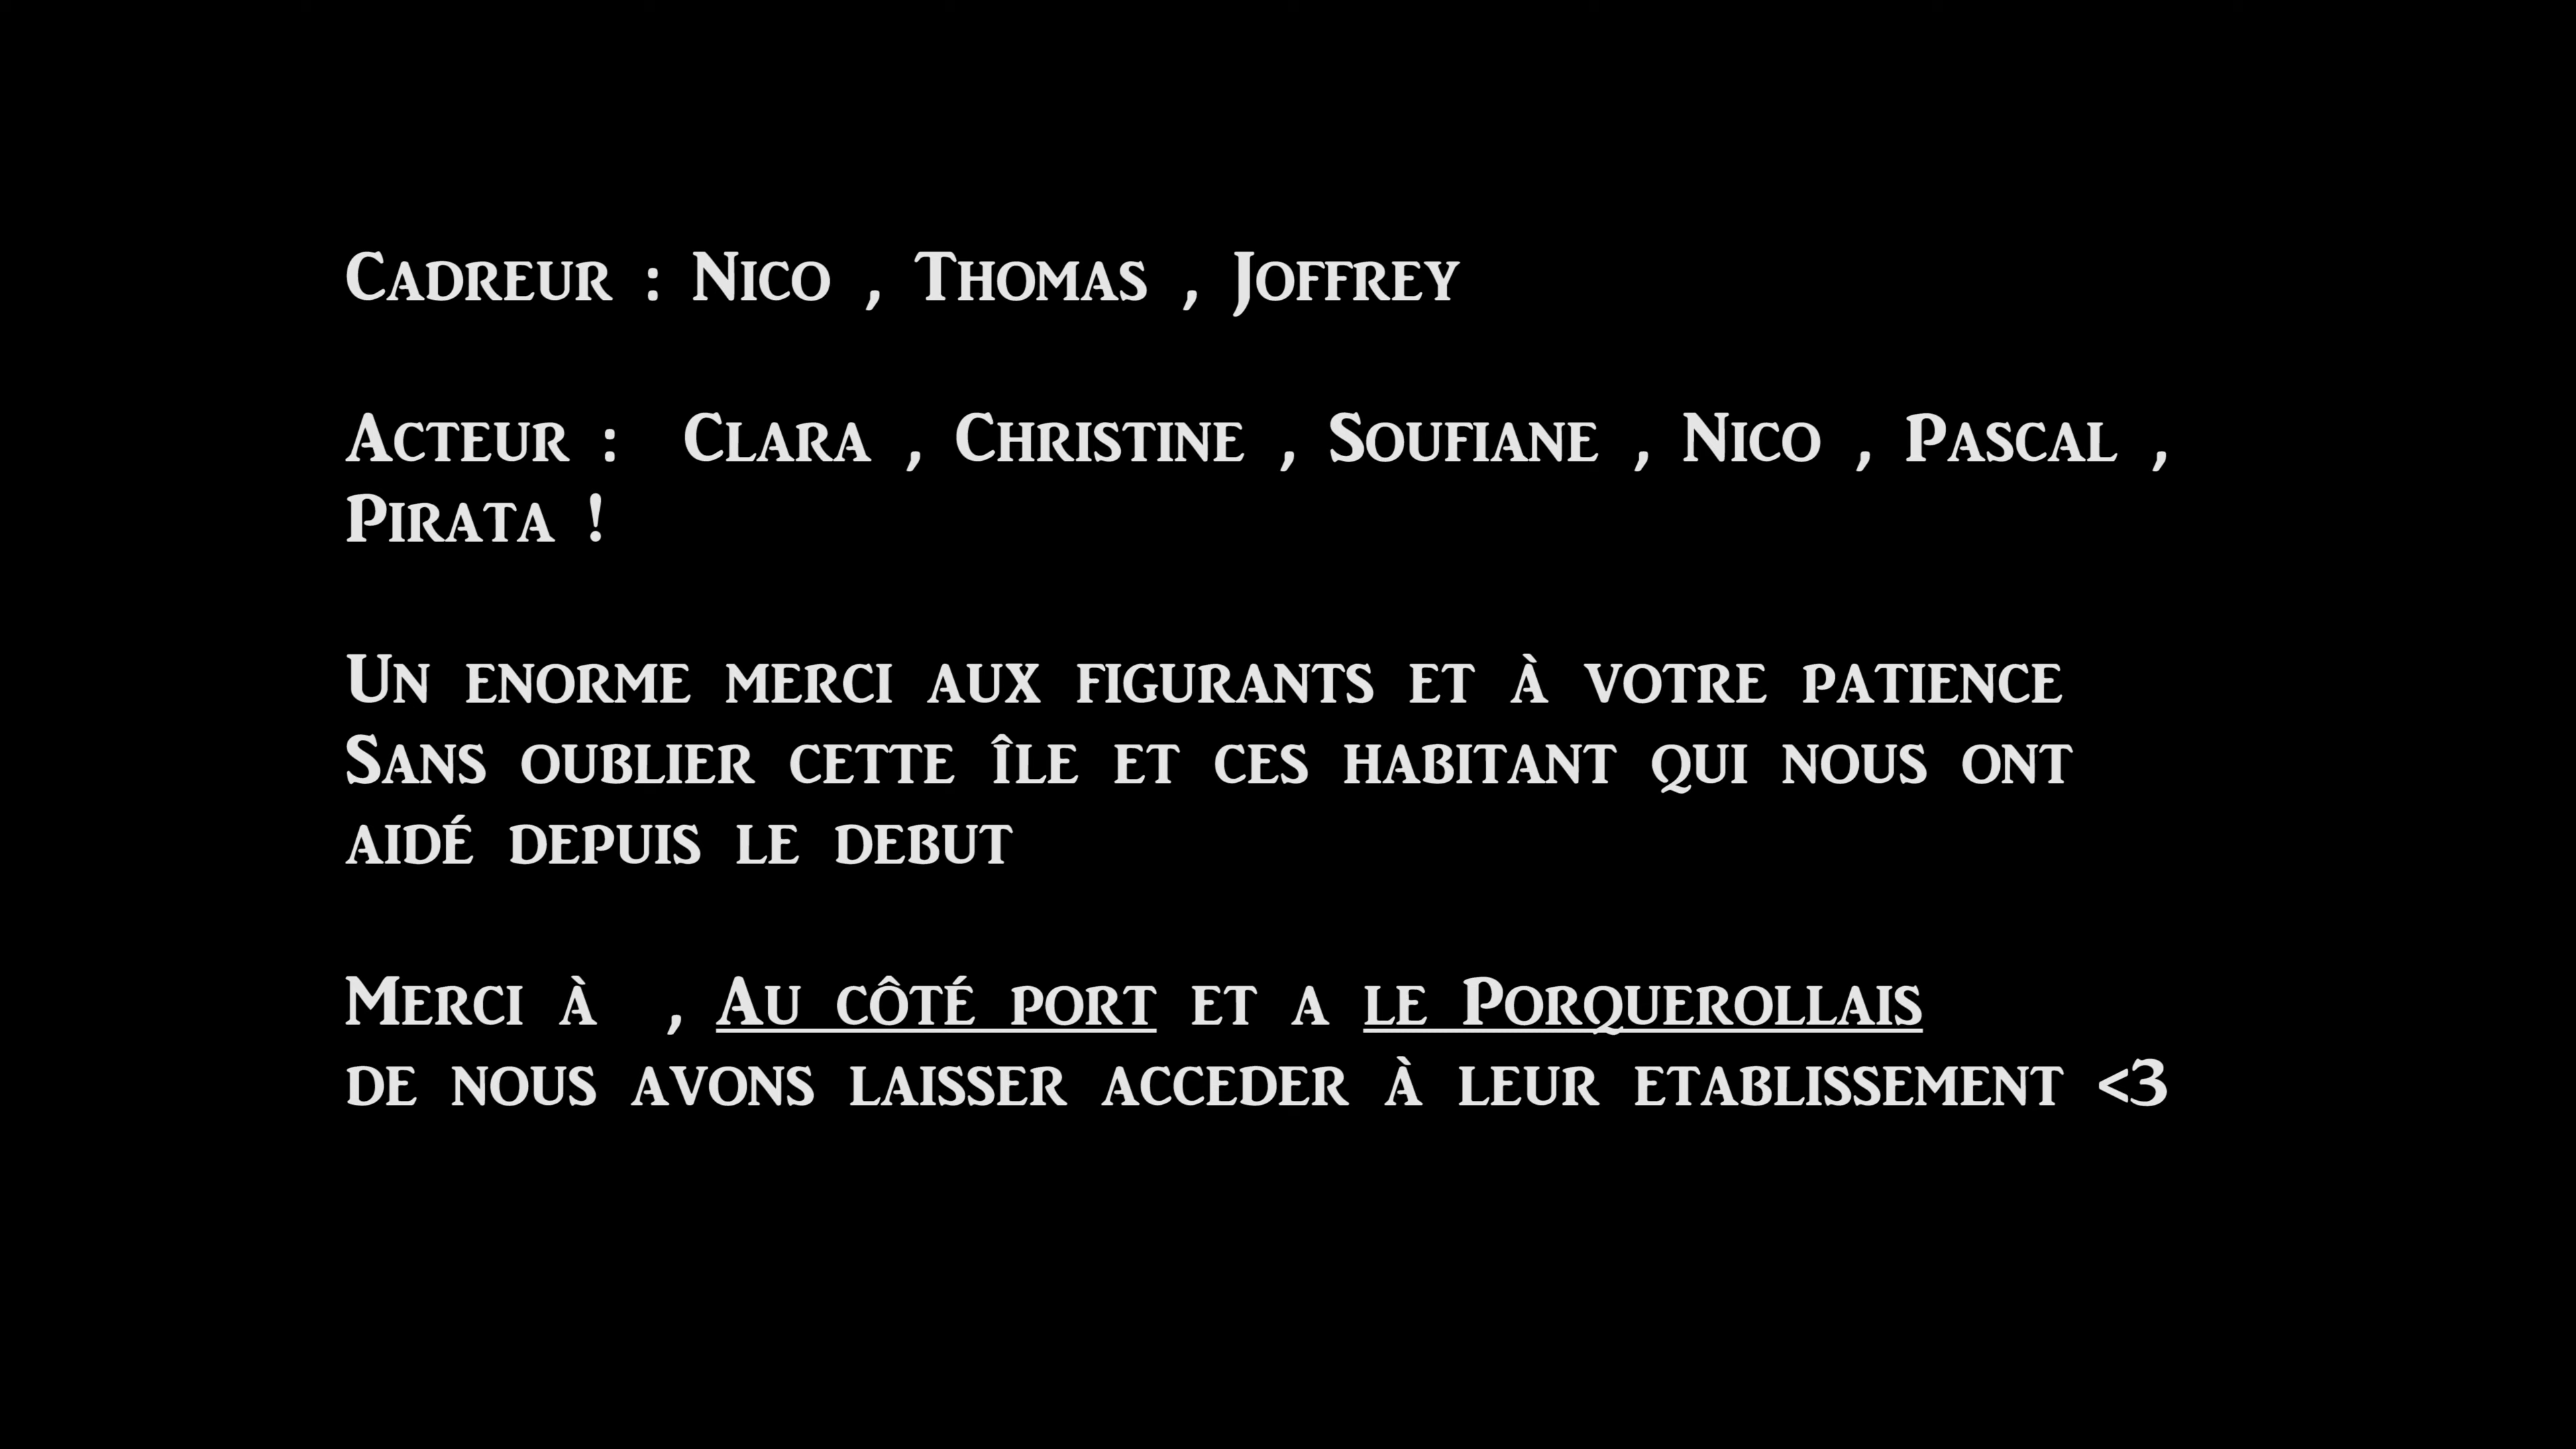 Cadreur : Nico , Thomas , Joffrey
Acteur :  Clara , Christine , Soufiane , Nico , Pascal ,
Pirata !
Un enorme merci aux figurants et à votre patience
Sans oublier cette île et ces habitant qui nous ont
aidé depuis le debut
Merci à  , Au côté port et a le Porquerollais
de nous avons laisser acceder à leur etablissement <3